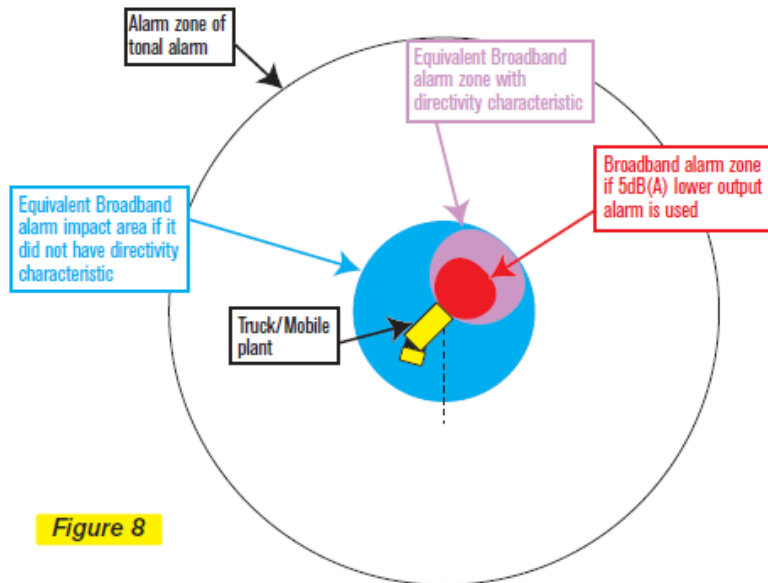 Alarm zone of
tonal alarm
Equivalent Broadband
alarm zone with
directivity characteristic
Broadband alarm zone
if 5dB(A) lower output
alarm is used
Equivalent Broadband
alarm impact area if it
did not have directivity
characteristic
Truck/Mobile
plant
Figure 8